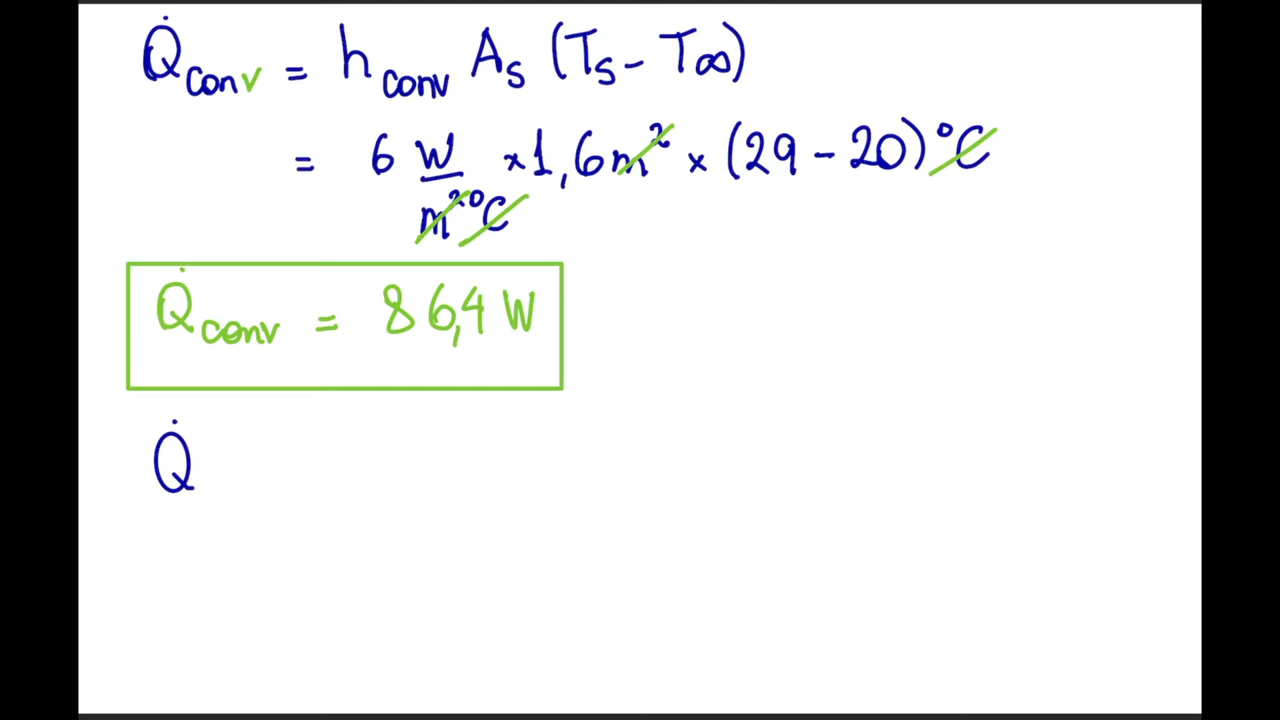 Q̇conv = hconv As (Ts - T∞)
= 6 W/m²°C × 1,6 m² × (29 - 20) °C
Q̇conv = 86,4 W
Q̇